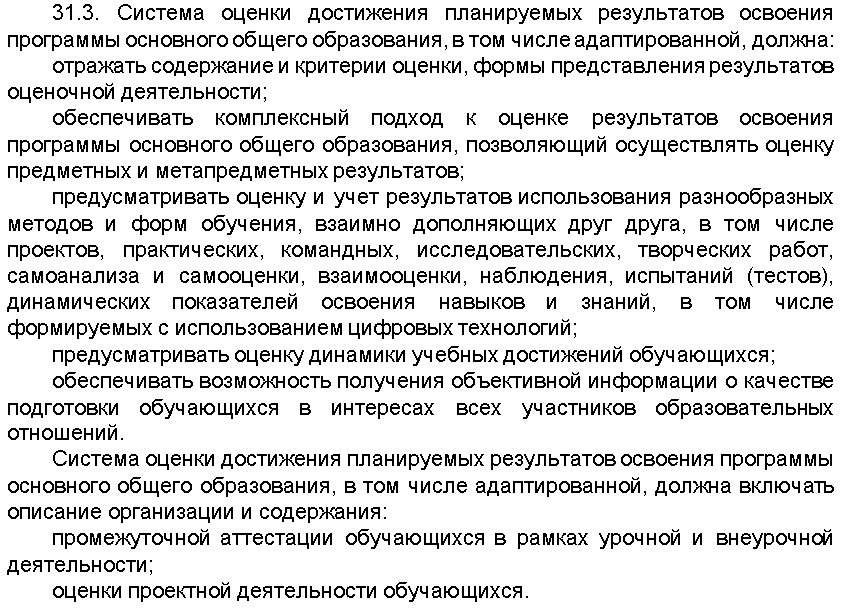 31.3. Система оценки достижения планируемых результатов освоения
программы основного общего образования, в том числе адаптированной, должна:
отражать содержание и критерии оценки, формы представления результатов
оценочной деятельности;
обеспечивать комплексный подход к оценке результатов освоения
программы основного общего образования, позволяющий осуществлять оценку
предметных и метапредметных результатов;
предусматривать оценку и учет результатов использования разнообразных
методов и форм обучения, взаимно дополняющих друг друга, в том числе
проектов, практических, командных, исследовательских, творческих работ,
самоанализа и самооценки, взаимооценки, наблюдения, испытаний (тестов),
динамических показателей освоения навыков и знаний, в том числе
формируемых с использованием цифровых технологий;
предусматривать оценку динамики учебных достижений обучающихся;
обеспечивать возможность получения объективной информации о качестве
подготовки обучающихся в интересах всех участников образовательных
отношений.
Система оценки достижения планируемых результатов освоения программы
основного общего образования, в том числе адаптированной, должна включать
описание организации и содержания:
промежуточной аттестации обучающихся в рамках урочной и внеурочной
деятельности;
оценки проектной деятельности обучающихся.